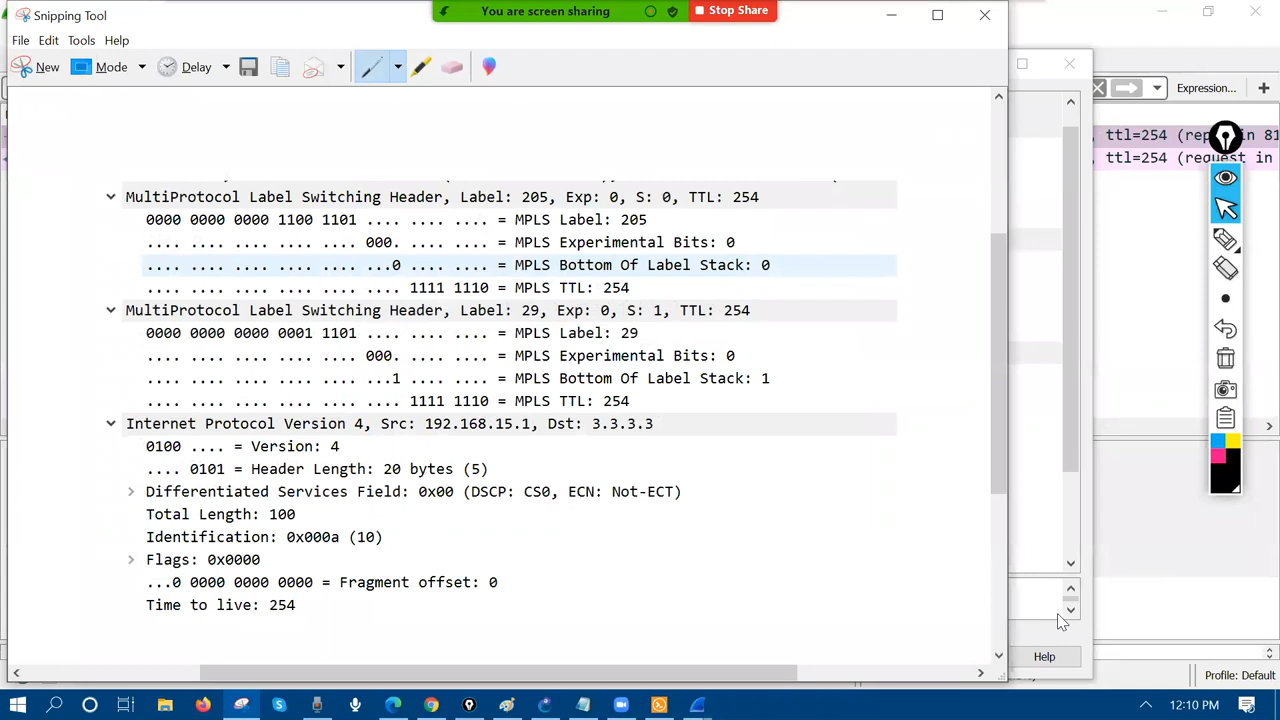 Snipping Tool
You are screen sharing
Stop Share
File Edit Tools Help
New Mode Delay
Expression...
MultiProtocol Label Switching Header, Label: 205, Exp: 0, S: 0, TTL: 254
0000 0000 0000 1100 1101 .... .... .... = MPLS Label: 205
.... .... .... .... .... 000. .... .... = MPLS Experimental Bits: 0
.... .... .... .... .... ...0 .... .... = MPLS Bottom Of Label Stack: 0
.... .... .... .... .... .... 1111 1110 = MPLS TTL: 254
MultiProtocol Label Switching Header, Label: 29, Exp: 0, S: 1, TTL: 254
0000 0000 0000 0001 1101 .... .... .... = MPLS Label: 29
.... .... .... .... .... 000. .... .... = MPLS Experimental Bits: 0
.... .... .... .... .... ...1 .... .... = MPLS Bottom Of Label Stack: 1
.... .... .... .... .... .... 1111 1110 = MPLS TTL: 254
Internet Protocol Version 4, Src: 192.168.15.1, Dst: 3.3.3.3
0100 .... = Version: 4
.... 0101 = Header Length: 20 bytes (5)
Differentiated Services Field: 0x00 (DSCP: CS0, ECN: Not-ECT)
Total Length: 100
Identification: 0x000a (10)
Flags: 0x0000
...0 0000 0000 0000 = Fragment offset: 0
Time to live: 254
, ttl=254 (rep in 81
, ttl=254 (request in
Help
Profile: Default
12:10 PM